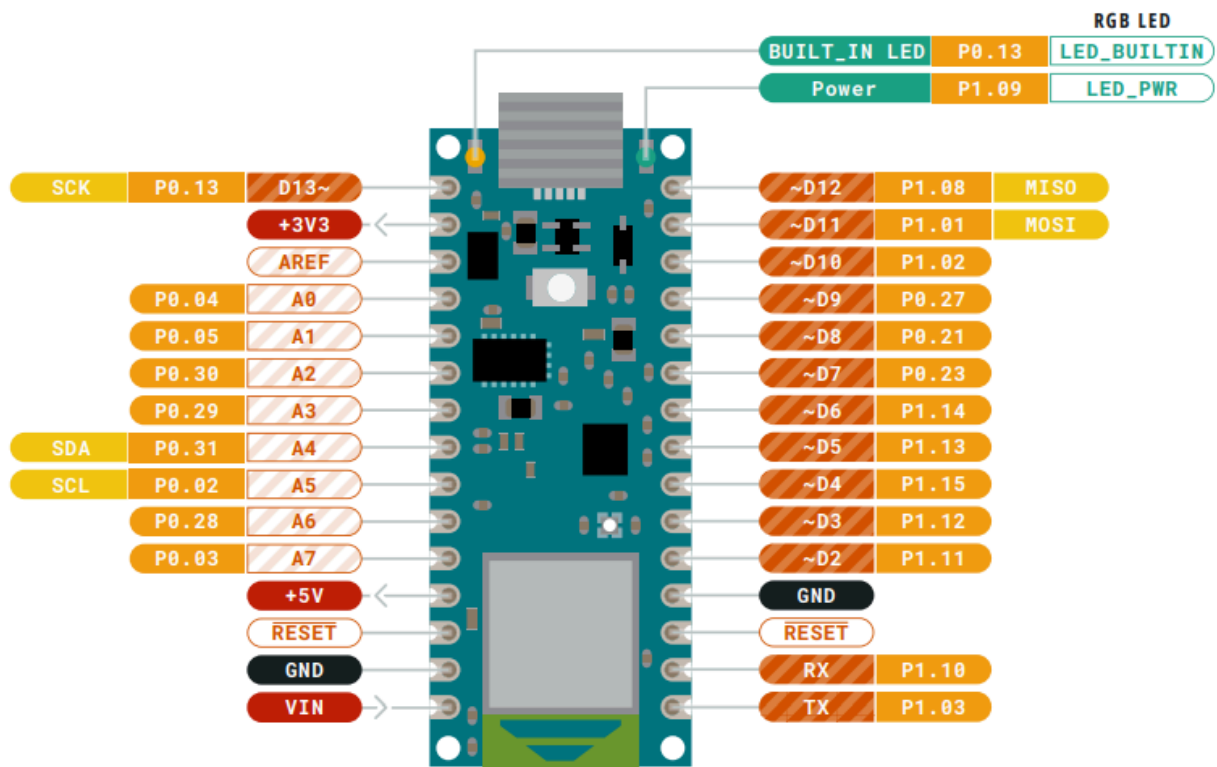 RGB LED
BUILT_IN LED P0.13 LED_BUILTIN
Power P1.09 LED_PWR
SCK P0.13 D13~
+3V3
AREF
P0.04 A0
P0.05 A1
P0.30 A2
P0.29 A3
SDA P0.31 A4
SCL P0.02 A5
P0.28 A6
P0.03 A7
+5V
RESET
GND
VIN
~D12 P1.08 MISO
~D11 P1.01 MOSI
~D10 P1.02
~D9 P0.27
~D8 P0.21
~D7 P0.23
~D6 P1.14
~D5 P1.13
~D4 P1.15
~D3 P1.12
~D2 P1.11
GND
RESET
RX P1.10
TX P1.03